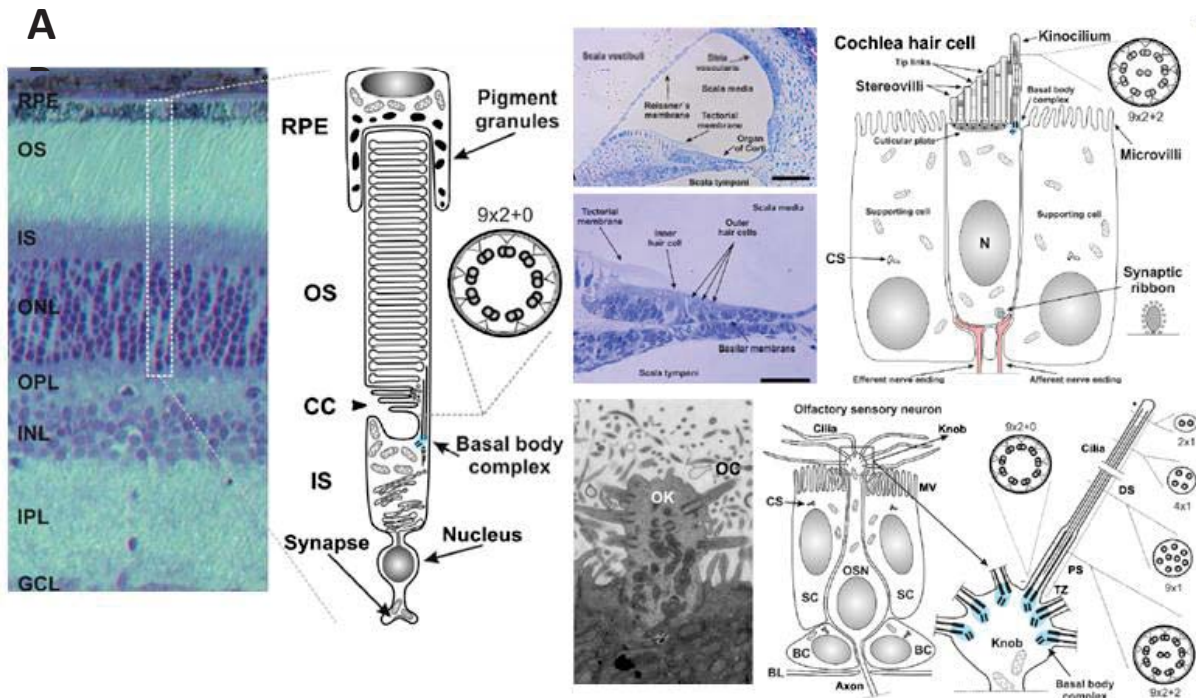 A
RPE
OS
IS
ONL
OPL
INL
IPL
GCL
RPE
Pigment
granules
9x2+0
OS
CC
Basal body
complex
IS
Synapse
Nucleus
Scala vestibuli
Stria
vascularis
Scala media
Reissner's
membrane
Tectorial
membrane
Organ
of Corti
Scala tympani
Tectorial
membrane
Scala media
Inner
hair cell
Outer
hair cells
Basilar membrane
Scala tympani
Cochlea hair cell
Kinocilium
Tip links
Stereovilli
Basal body
complex
9x2+2
Cuticular plate
Microvilli
Supporting cell
Supporting cell
N
CS
Synaptic
ribbon
Efferent nerve ending
Afferent nerve ending
OC
OK
Olfactory sensory neuron
Cilia
Knob
MV
CS
OSN
SC
SC
BC
BC
BL
Axon
9x2+0
Cilia
2x1
DS
4x1
9x1
PS
TZ
Knob
Basal body
complex
9x2+2